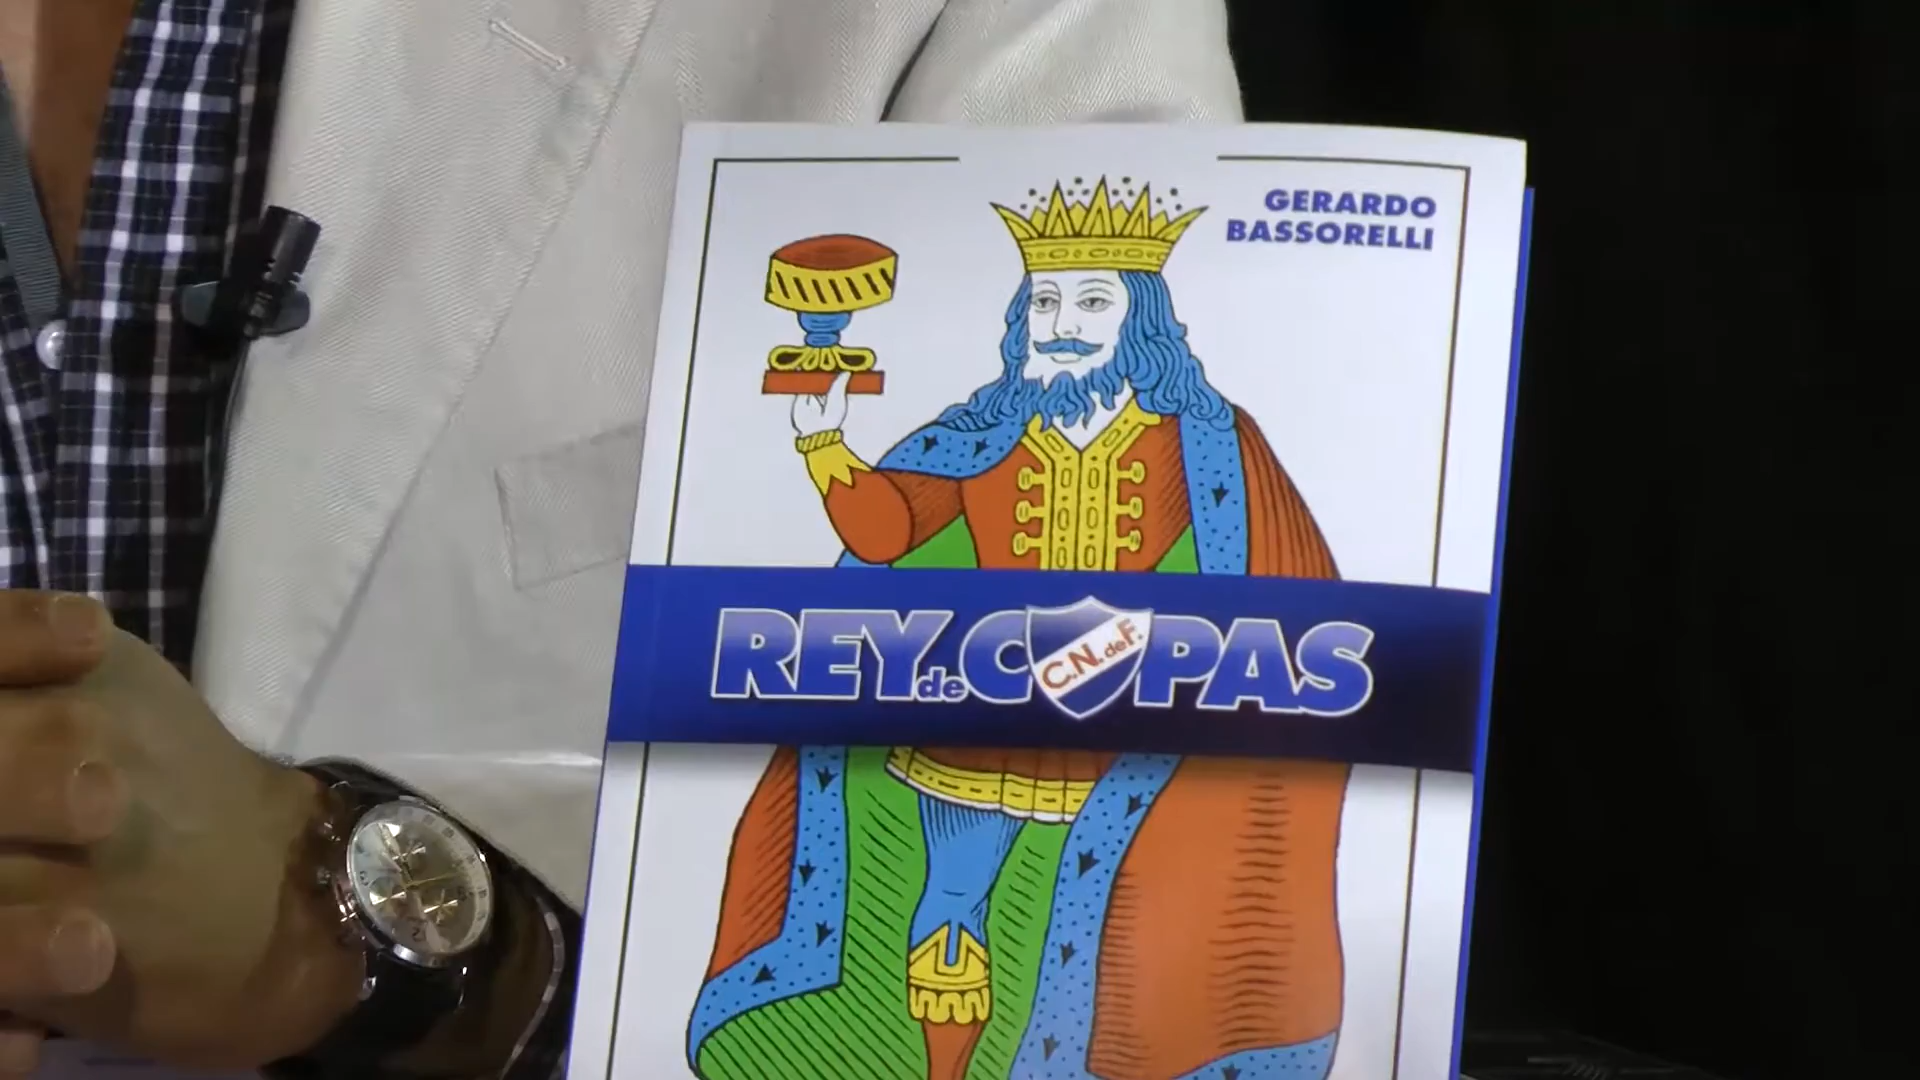 GERARDO
BASSORELLI
REY de COPAS
C.N. de F.